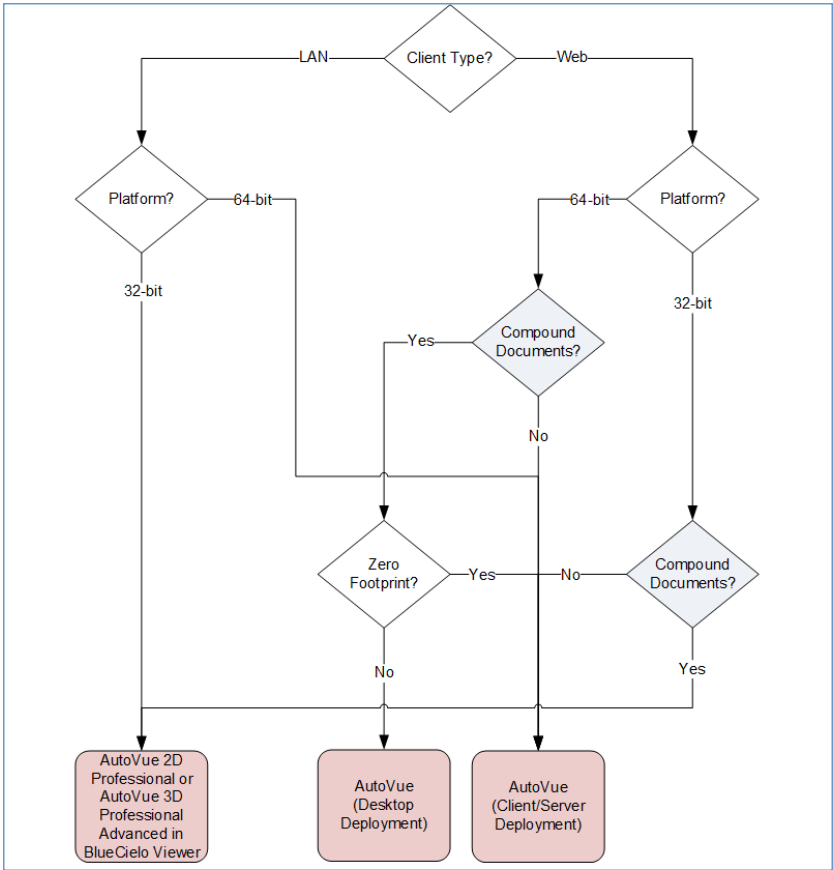 Client Type?
LAN
Web
Platform?
64-bit
64-bit
Platform?
32-bit
32-bit
Compound
Documents?
Yes
No
Zero
Footprint?
Yes
No
Compound
Documents?
No
Yes
AutoVue 2D
Professional or
AutoVue 3D
Professional
Advanced in
BlueCielo Viewer
AutoVue
(Desktop
Deployment)
AutoVue
(Client/Server
Deployment)